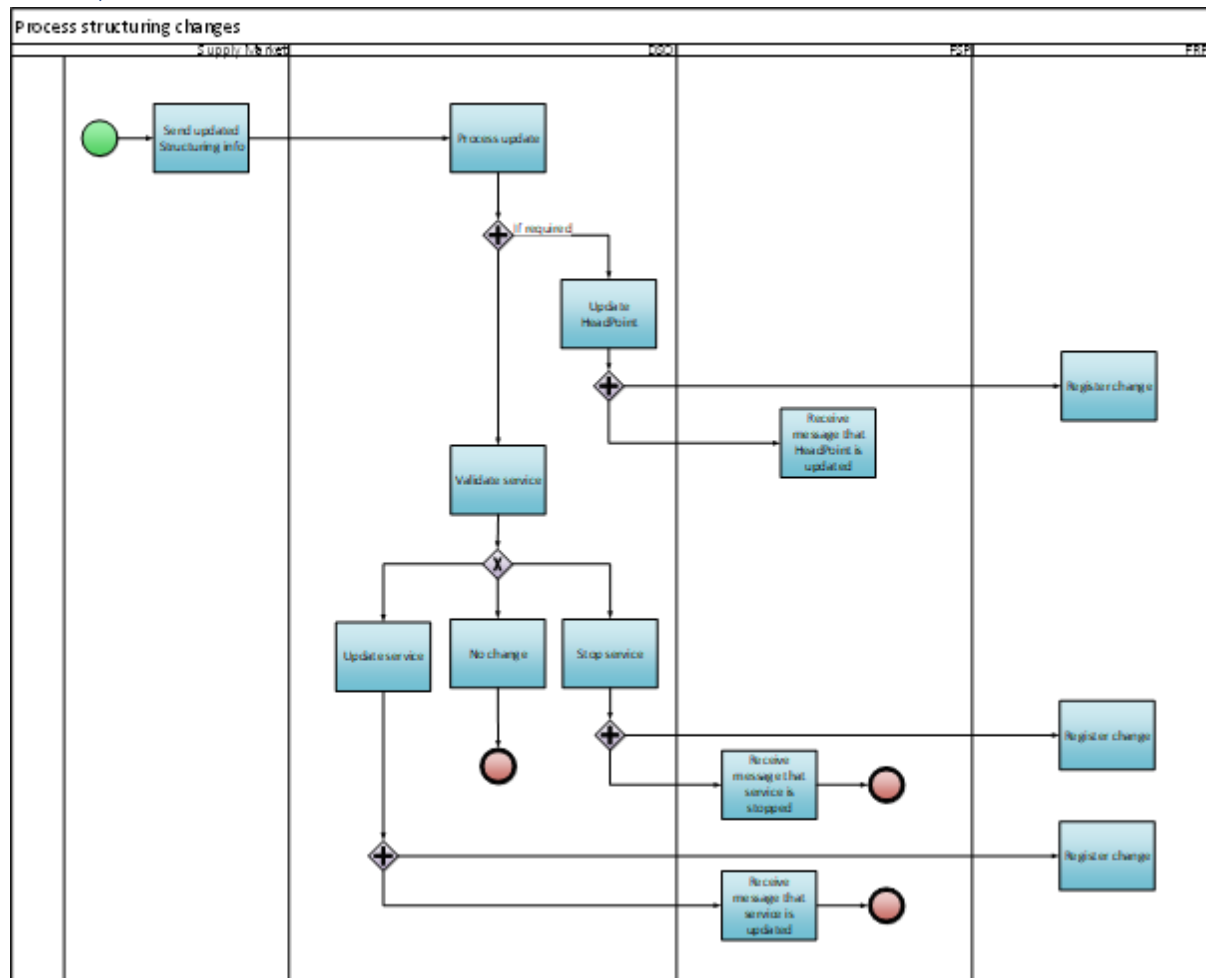 Process structuring changes
Supply Market
DSO
FSP
FRP
Send updated
Structuring info
Process update
If required
Update
HeadPoint
Register change
Receive
message that
HeadPoint is
updated
Validate service
Update service
No change
Stop service
Register change
Receive
message that
service is
stopped
Register change
Receive
message that
service is
updated